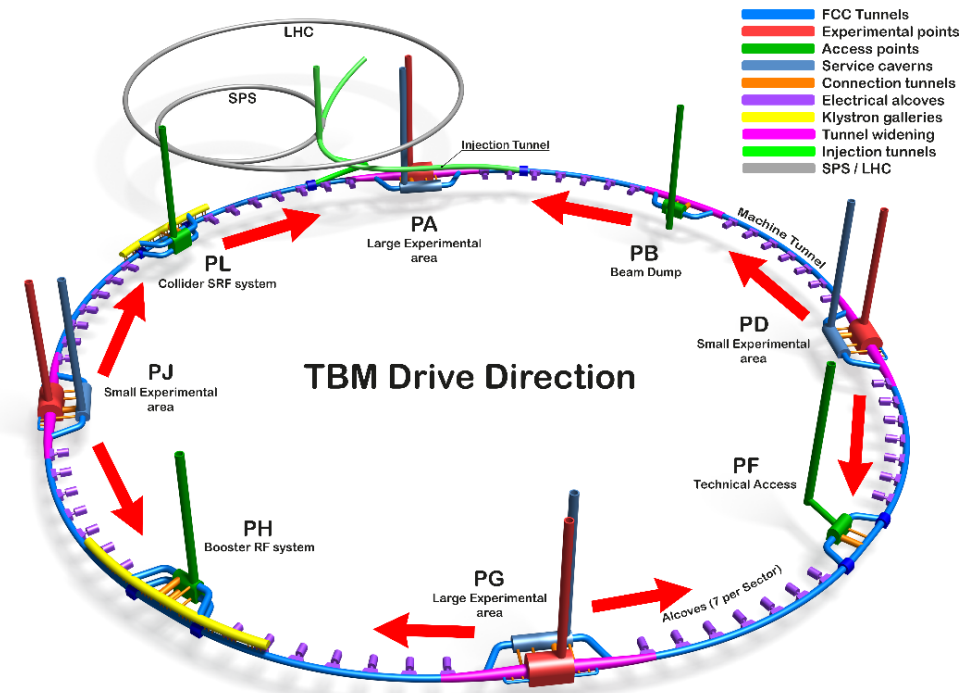 LHC
SPS
Injection Tunnel
FCC Tunnels
Experimental points
Access points
Service caverns
Connection tunnels
Electrical alcoves
Klystron galleries
Tunnel widening
Injection tunnels
SPS / LHC
PA
Large Experimental
area
PB
Beam Dump
Machine Tunnel
PL
Collider SRF system
PD
Small Experimental
area
PJ
Small Experimental
area
TBM Drive Direction
PF
Technical Access
PH
Booster RF system
PG
Large Experimental
area
Alcoves (7 per Sector)